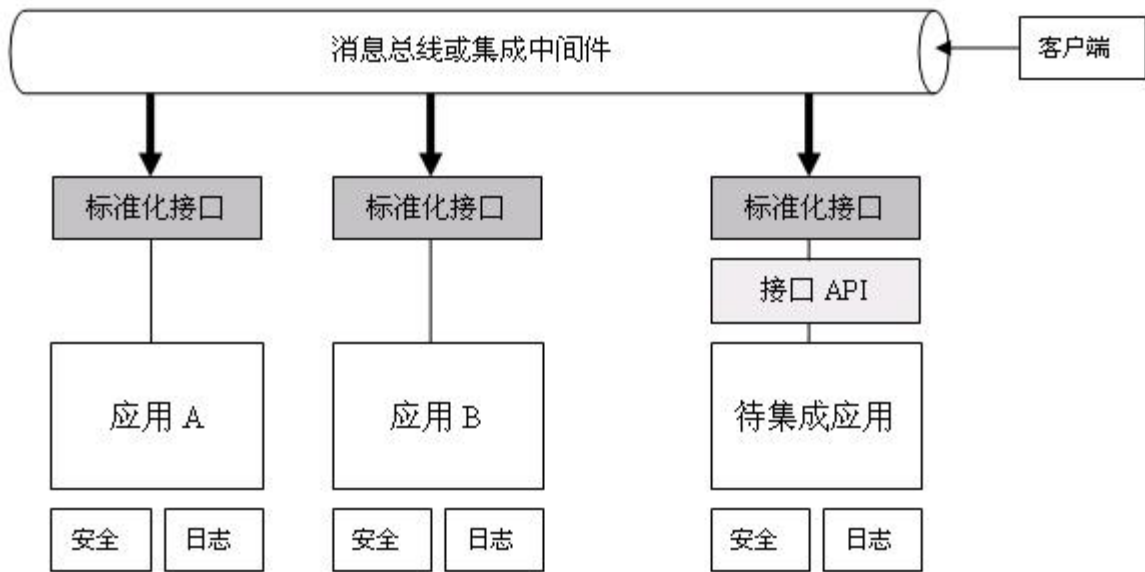 消息总线或集成中间件
客户端
标准化接口
标准化接口
标准化接口
接口 API
应用 A
应用 B
待集成应用
安全
日志
安全
日志
安全
日志